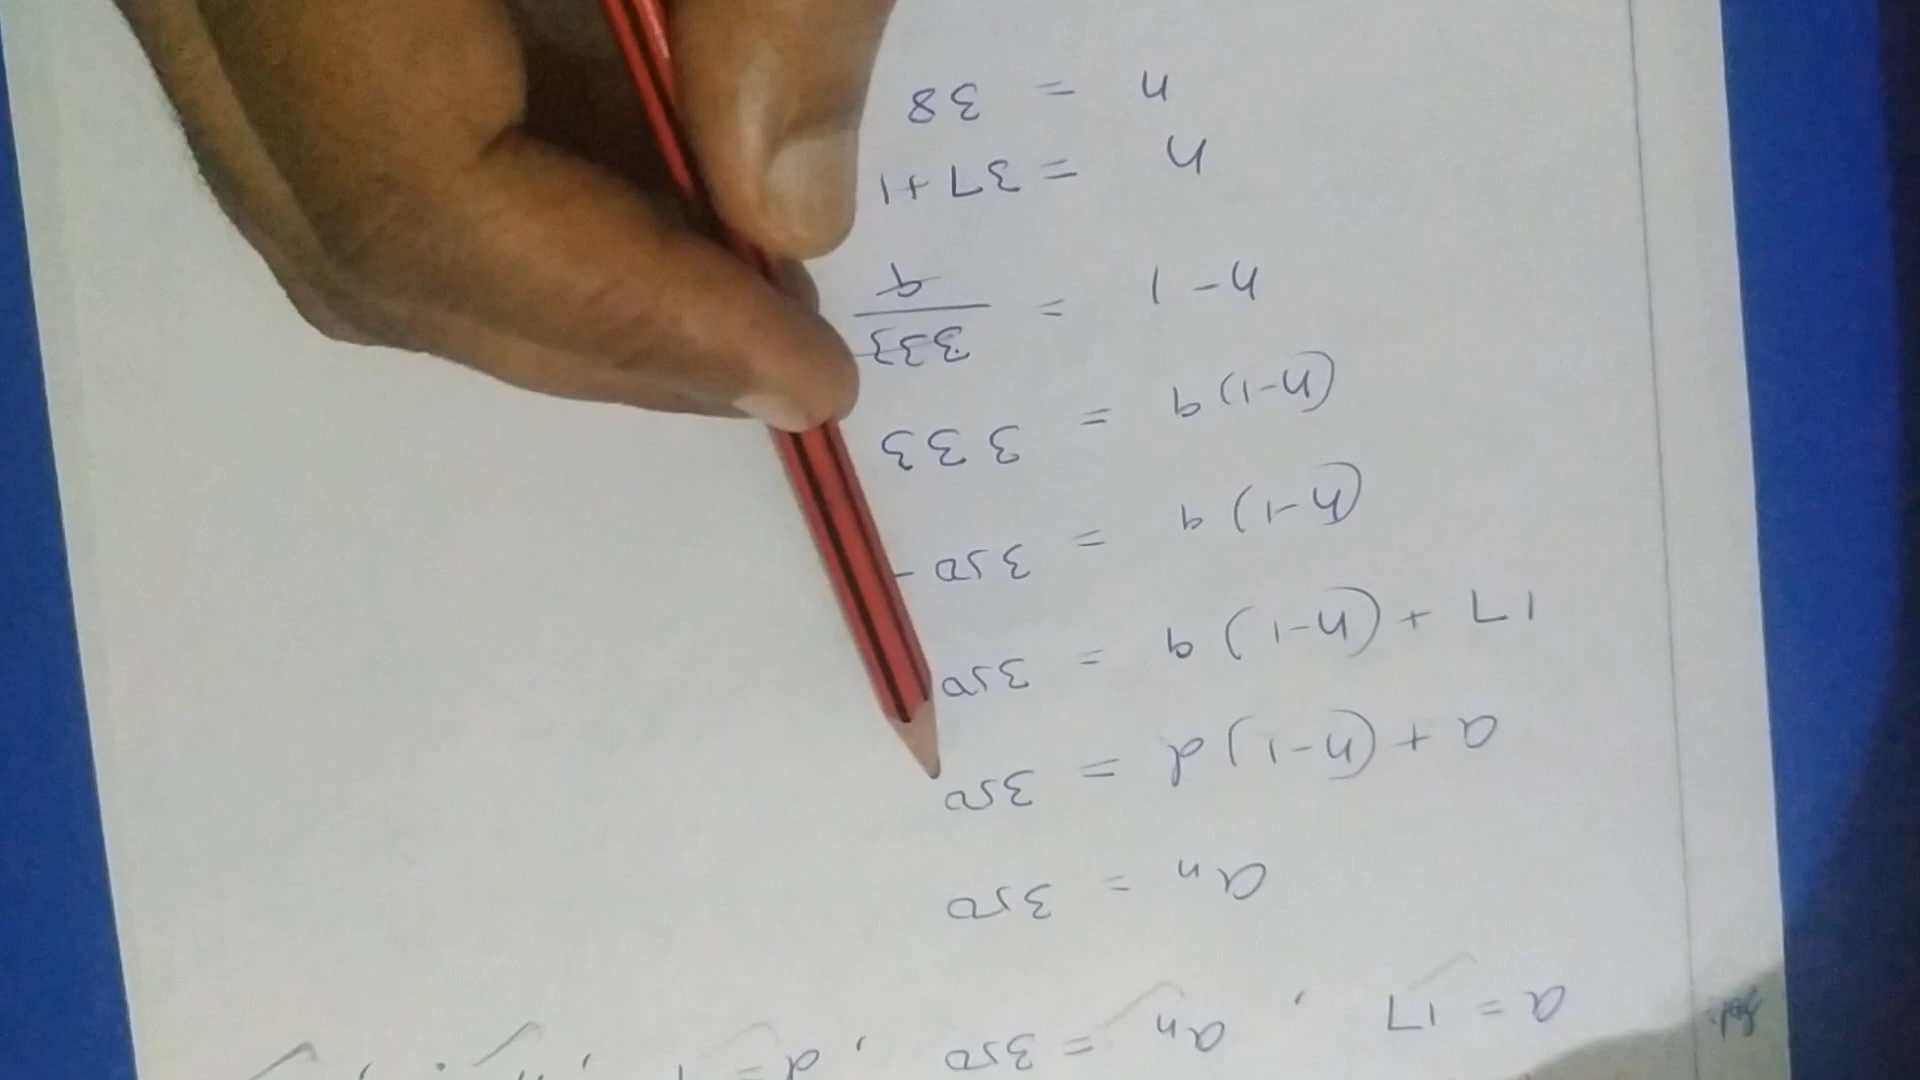 Sol.
a = 17 , an = 350 , d =
an = 350
a + (n-1) d = 350
17 + (n-1) 9 = 350
(n-1) 9 = 350 -
(n-1) 9 = 333
n - 1 = 333/9
n = 37 + 1
n = 38